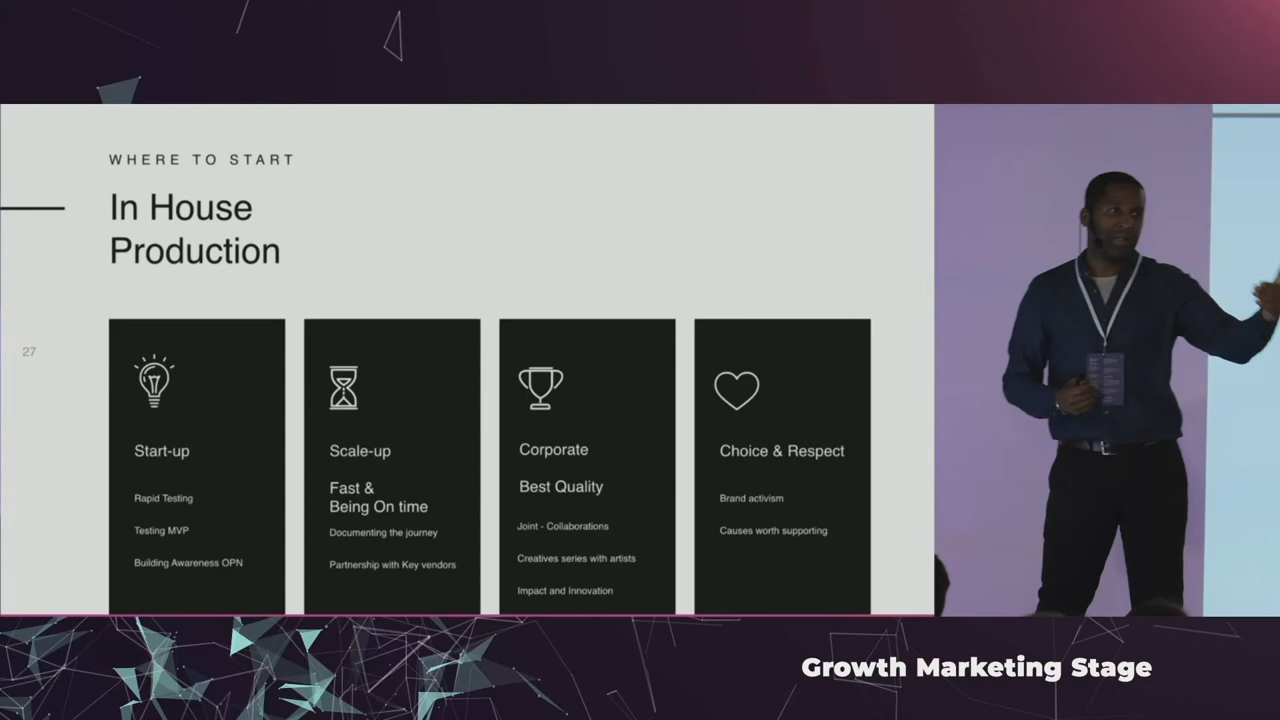 WHERE TO START
In House
Production
27
Start-up
Rapid Testing
Testing MVP
Building Awareness OPN
Scale-up
Fast &
Being On time
Documenting the journey
Partnership with Key vendors
Corporate
Best Quality
Joint - Collaborations
Creatives series with artists
Impact and Innovation
Choice & Respect
Brand activism
Causes worth supporting
Growth Marketing Stage